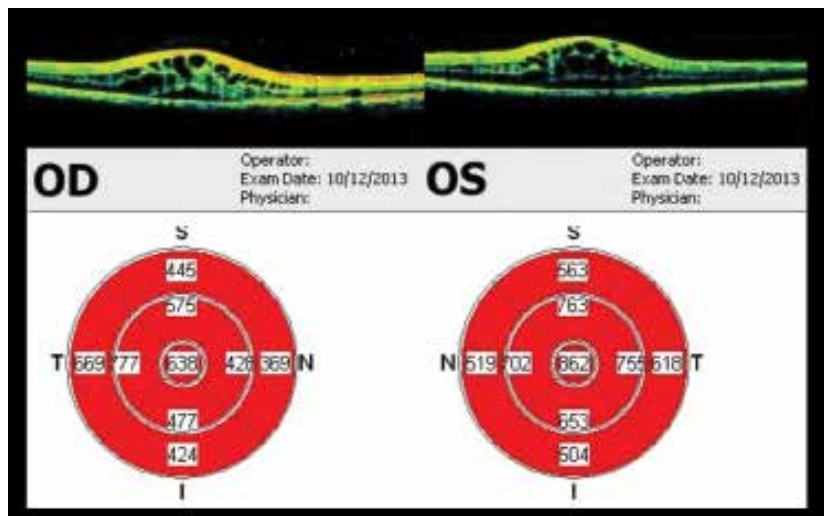 OD
Operator:
Exam Date: 10/12/2013
Physician:
OS
Operator:
Exam Date: 10/12/2013
Physician:
S
445
575
T 669 777 638 428 369 N
477
424
I
S
563
763
N 519 702 862 755 618 T
653
504
I